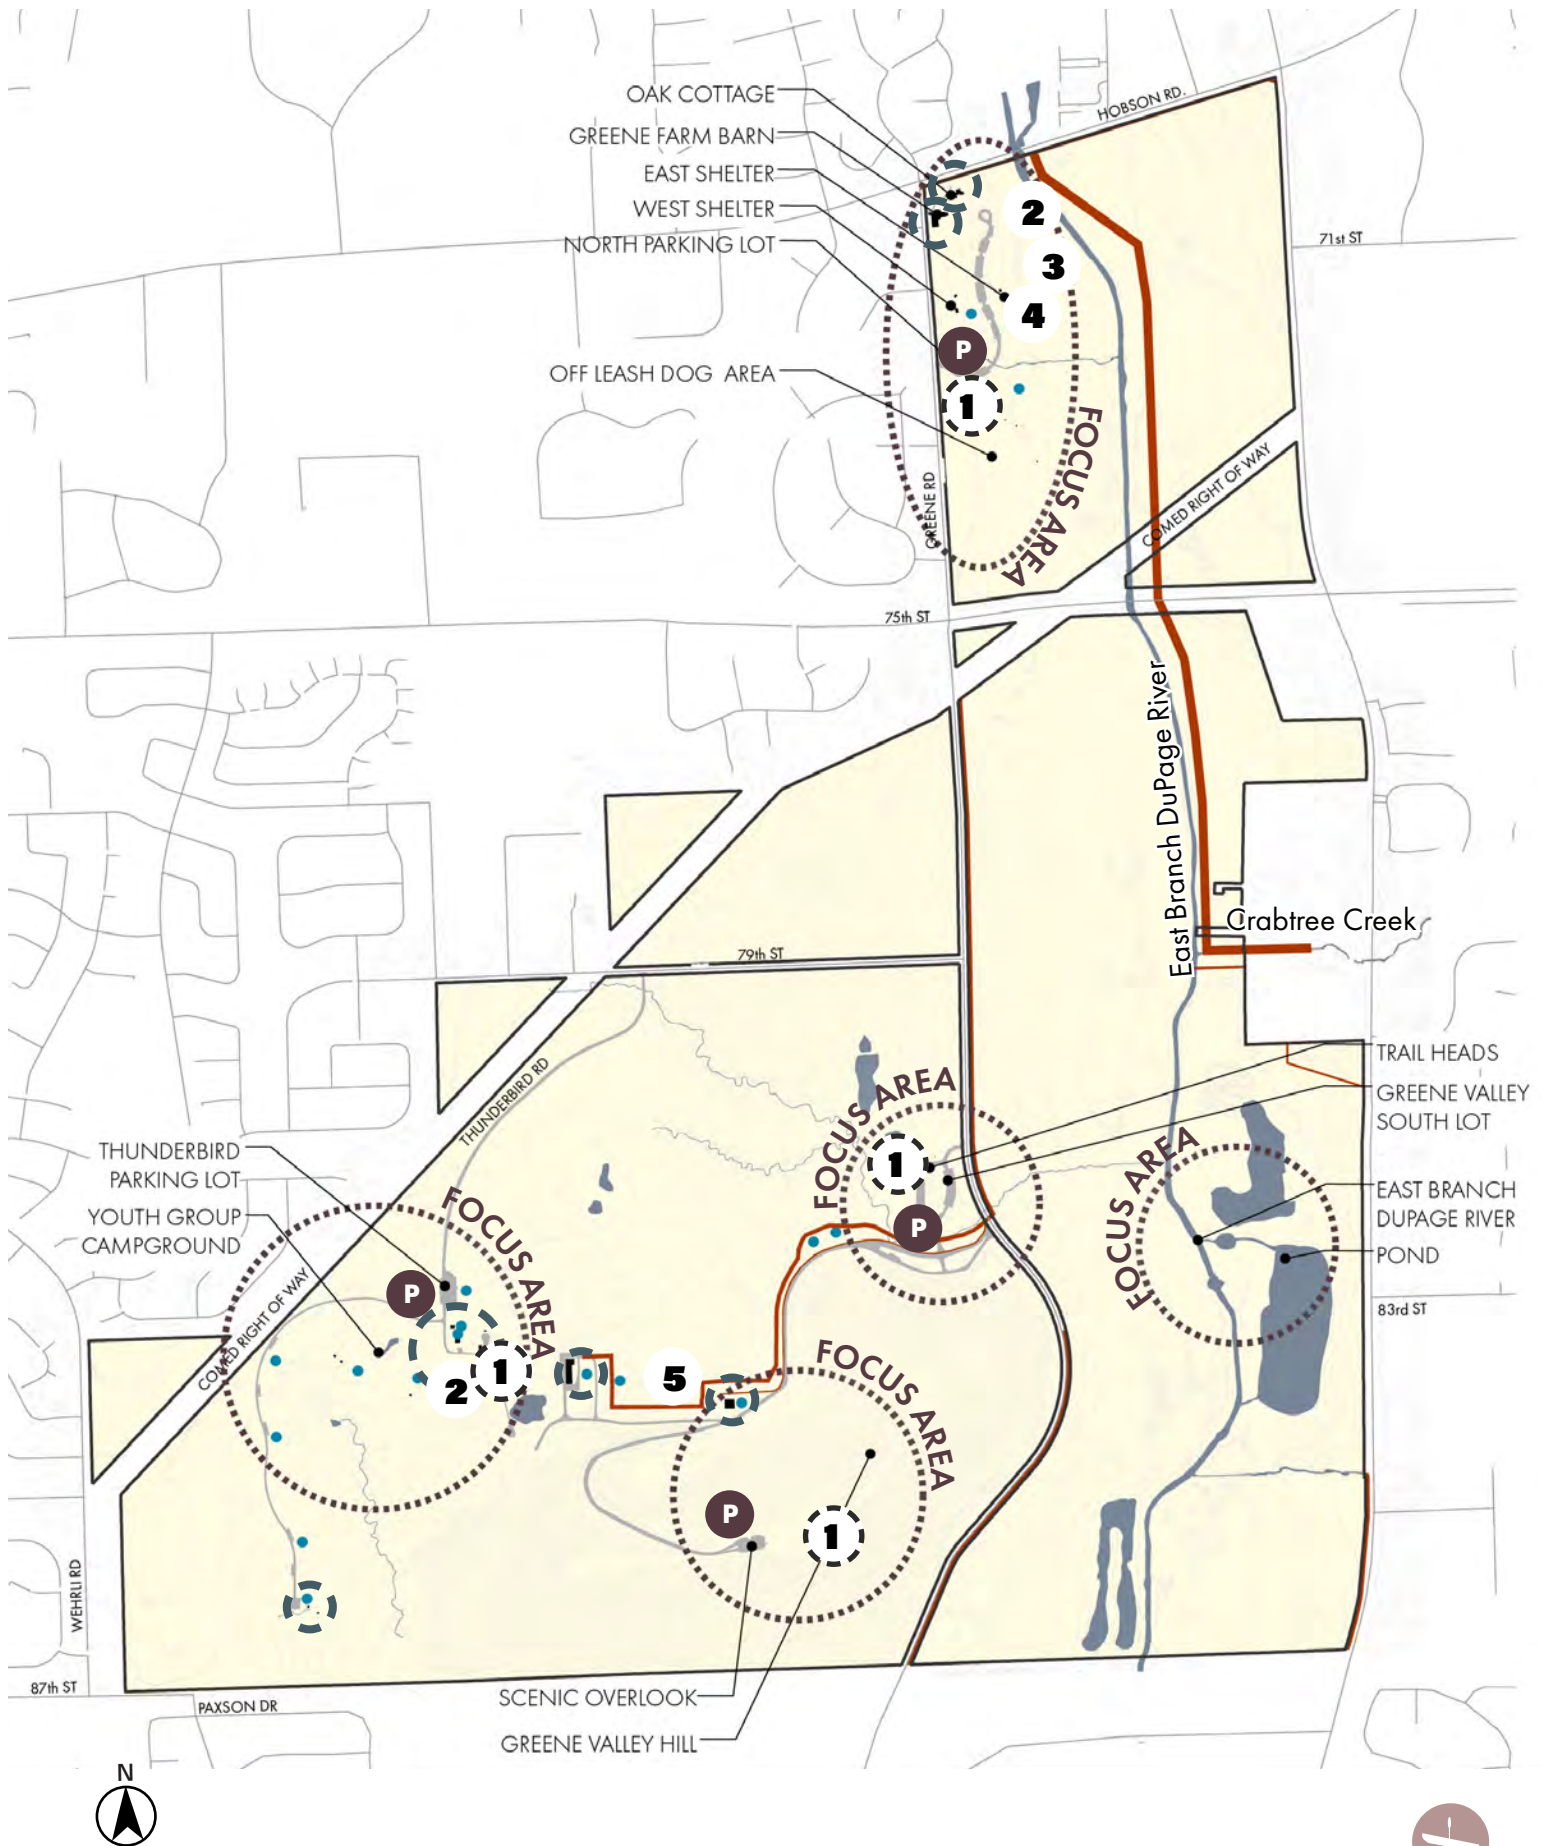 OAK COTTAGE
GREENE FARM BARN
EAST SHELTER
WEST SHELTER
NORTH PARKING LOT
OFF LEASH DOG AREA
HOBSON RD.
71st ST
2
3
4
P
1
FOCUS AREA
GREENE RD
COMED RIGHT OF WAY
75th ST
East Branch DuPage River
Crabtree Creek
79th ST
THUNDERBIRD RD
TRAIL HEADS
GREENE VALLEY
SOUTH LOT
FOCUS AREA
1
P
FOCUS AREA
EAST BRANCH
DUPAGE RIVER
POND
83rd ST
THUNDERBIRD
PARKING LOT
YOUTH GROUP
CAMPGROUND
FOCUS AREA
P
COMED RIGHT OF WAY
2
1
5
FOCUS AREA
P
1
WEHRLI RD
87th ST
PAXSON DR
SCENIC OVERLOOK
GREENE VALLEY HILL
N